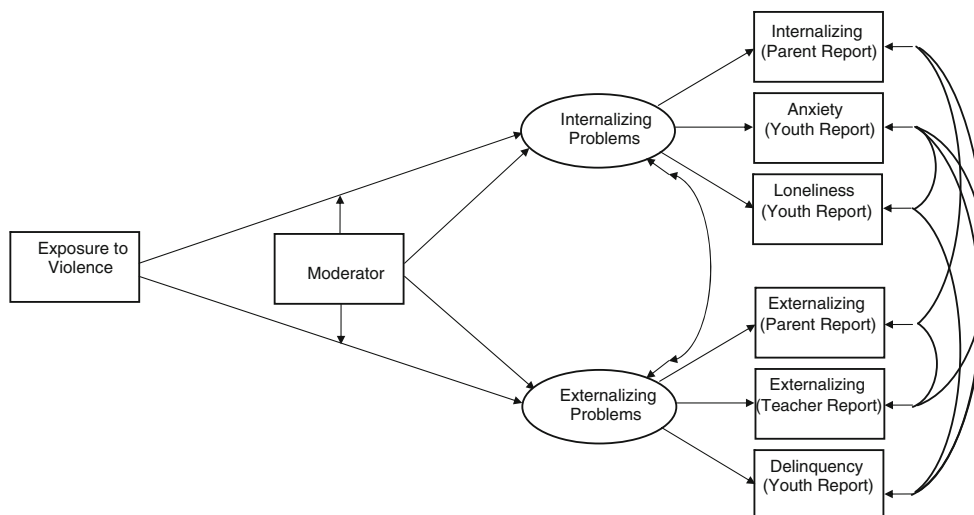 Internalizing
(Parent Report)
Anxiety
(Youth Report)
Internalizing
Problems
Loneliness
(Youth Report)
Exposure to
Violence
Moderator
Externalizing
(Parent Report)
Externalizing
Problems
Externalizing
(Teacher Report)
Delinquency
(Youth Report)